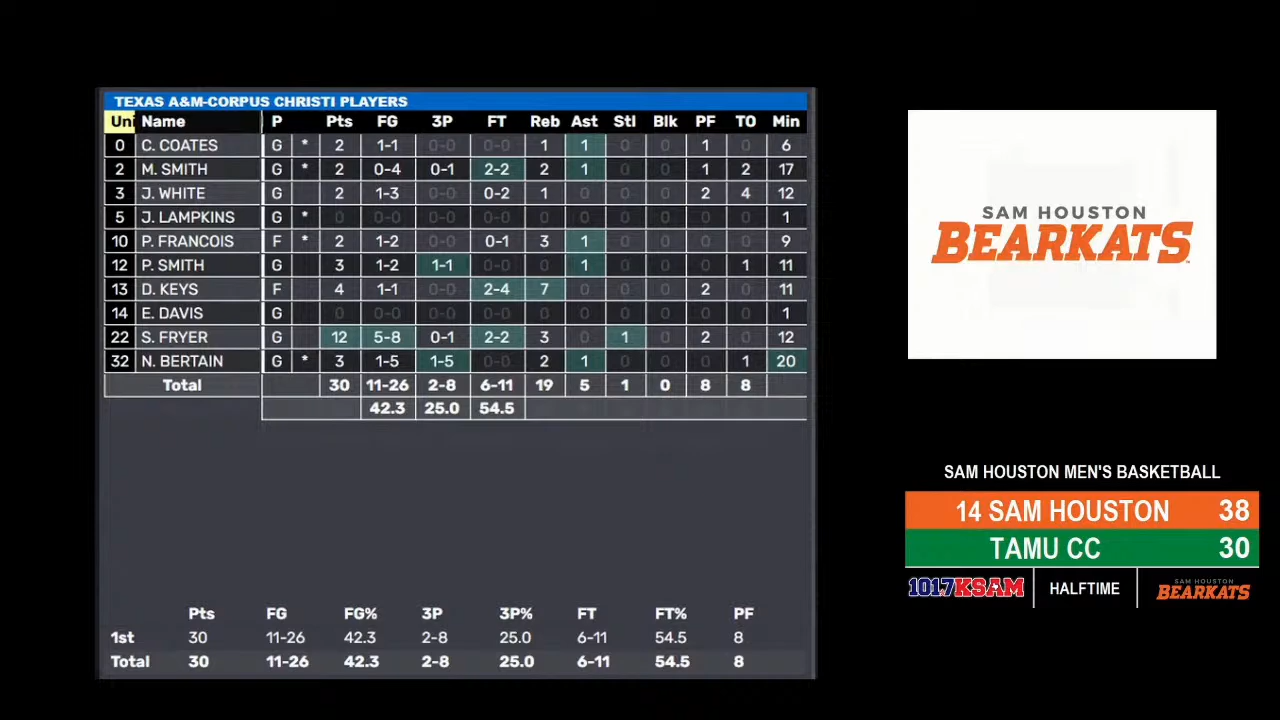 TEXAS A&M-CORPUS CHRISTI PLAYERS
Uni Name P Pts FG 3P FT Reb Ast Stl Blk PF TO Min
0 C. COATES G * 2 1-1 0-0 0-0 1 1 0 0 1 0 6
2 M. SMITH G * 2 0-4 0-1 2-2 2 1 0 0 1 2 17
3 J. WHITE G 2 1-3 0-0 0-2 1 0 0 0 2 4 12
5 J. LAMPKINS G * 0 0-0 0-0 0-0 0 0 0 0 0 0 1
10 P. FRANCOIS F * 2 1-2 0-0 0-1 3 1 0 0 0 0 9
12 P. SMITH G 3 1-2 1-1 0-0 0 1 0 0 0 1 11
13 D. KEYS F 4 1-1 0-0 2-4 7 0 0 0 2 0 11
14 E. DAVIS G 0 0-0 0-0 0-0 0 0 0 0 0 0 1
22 S. FRYER G 12 5-8 0-1 2-2 3 0 1 0 2 0 12
32 N. BERTAIN G * 3 1-5 1-5 0-0 2 1 0 0 0 1 20
Total 30 11-26 2-8 6-11 19 5 1 0 8 8
42.3 25.0 54.5
Pts FG FG% 3P 3P% FT FT% PF
1st 30 11-26 42.3 2-8 25.0 6-11 54.5 8
Total 30 11-26 42.3 2-8 25.0 6-11 54.5 8
SAM HOUSTON
BEARKATS
SAM HOUSTON MEN'S BASKETBALL
14 SAM HOUSTON 38
TAMU CC 30
101.7 KSAM HALFTIME SAM HOUSTON BEARKATS